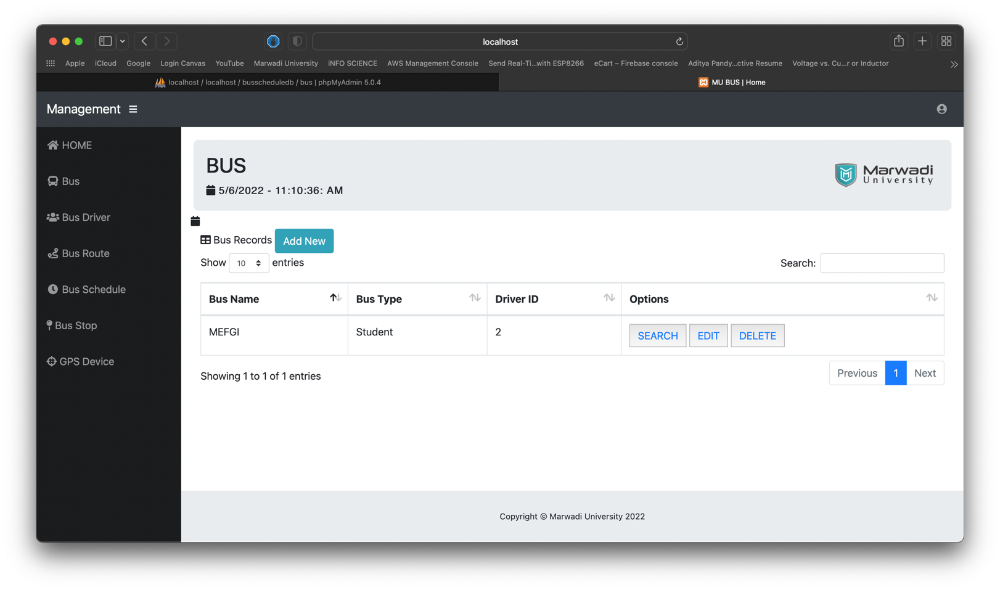 localhost
Apple iCloud Google Login Canvas YouTube Marwadi University iNFO SCIENCE AWS Management Console Send Real-Ti...with ESP8266 eCart – Firebase console Aditya Pandy...ctive Resume Voltage vs. Cu...r or Inductor
localhost / localhost / busscheduledb / bus | phpMyAdmin 5.0.4
MU BUS | Home
Management
HOME
Bus
Bus Driver
Bus Route
Bus Schedule
Bus Stop
GPS Device
BUS
5/6/2022 - 11:10:36: AM
Marwadi
University
Bus Records Add New
Show 10 entries
Search:
Bus Name Bus Type Driver ID Options
MEFGI Student 2 SEARCH EDIT DELETE
Showing 1 to 1 of 1 entries
Previous 1 Next
Copyright © Marwadi University 2022